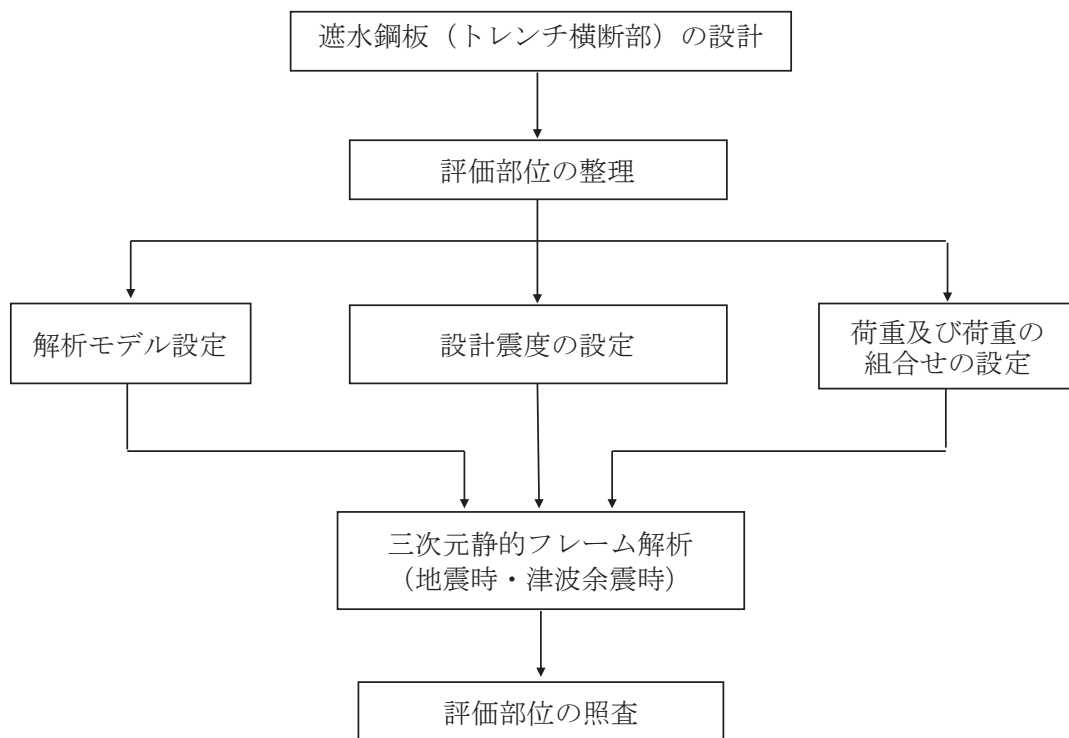 遮水鋼板（トレンチ横断部）の設計
評価部位の整理
解析モデル設定
設計震度の設定
荷重及び荷重の
組合せの設定
三次元静的フレーム解析
（地震時・津波余震時）
評価部位の照査